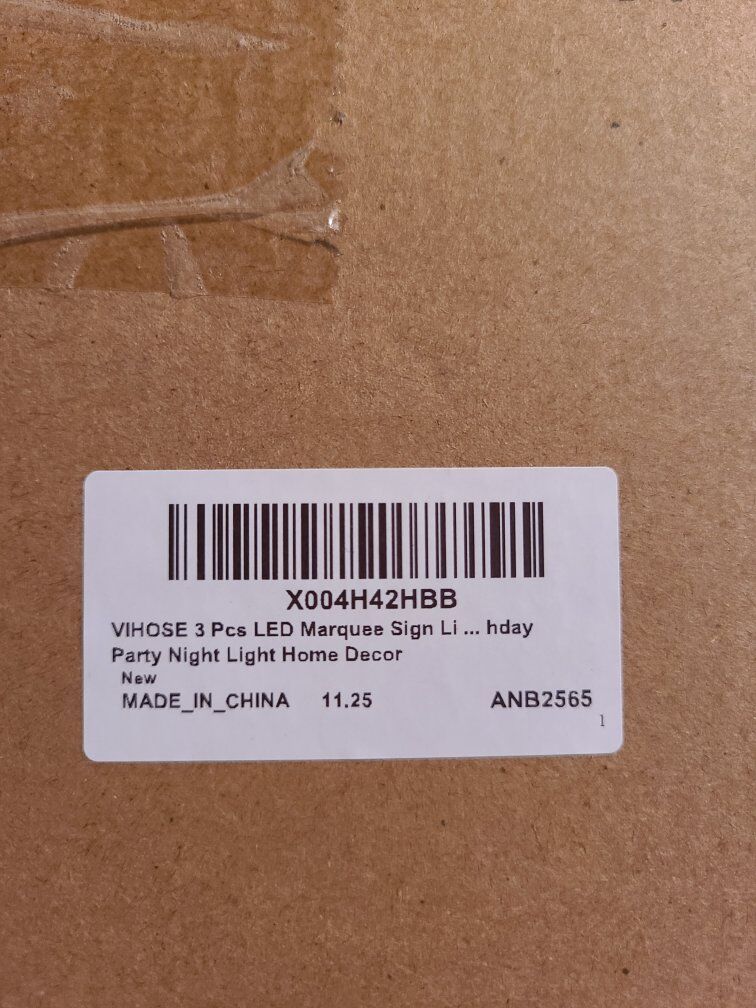 X004H42HBB
VIHOSE 3 Pcs LED Marquee Sign Li ... hday
Party Night Light Home Decor
New
MADE_IN_CHINA 11.25 ANB2565
1